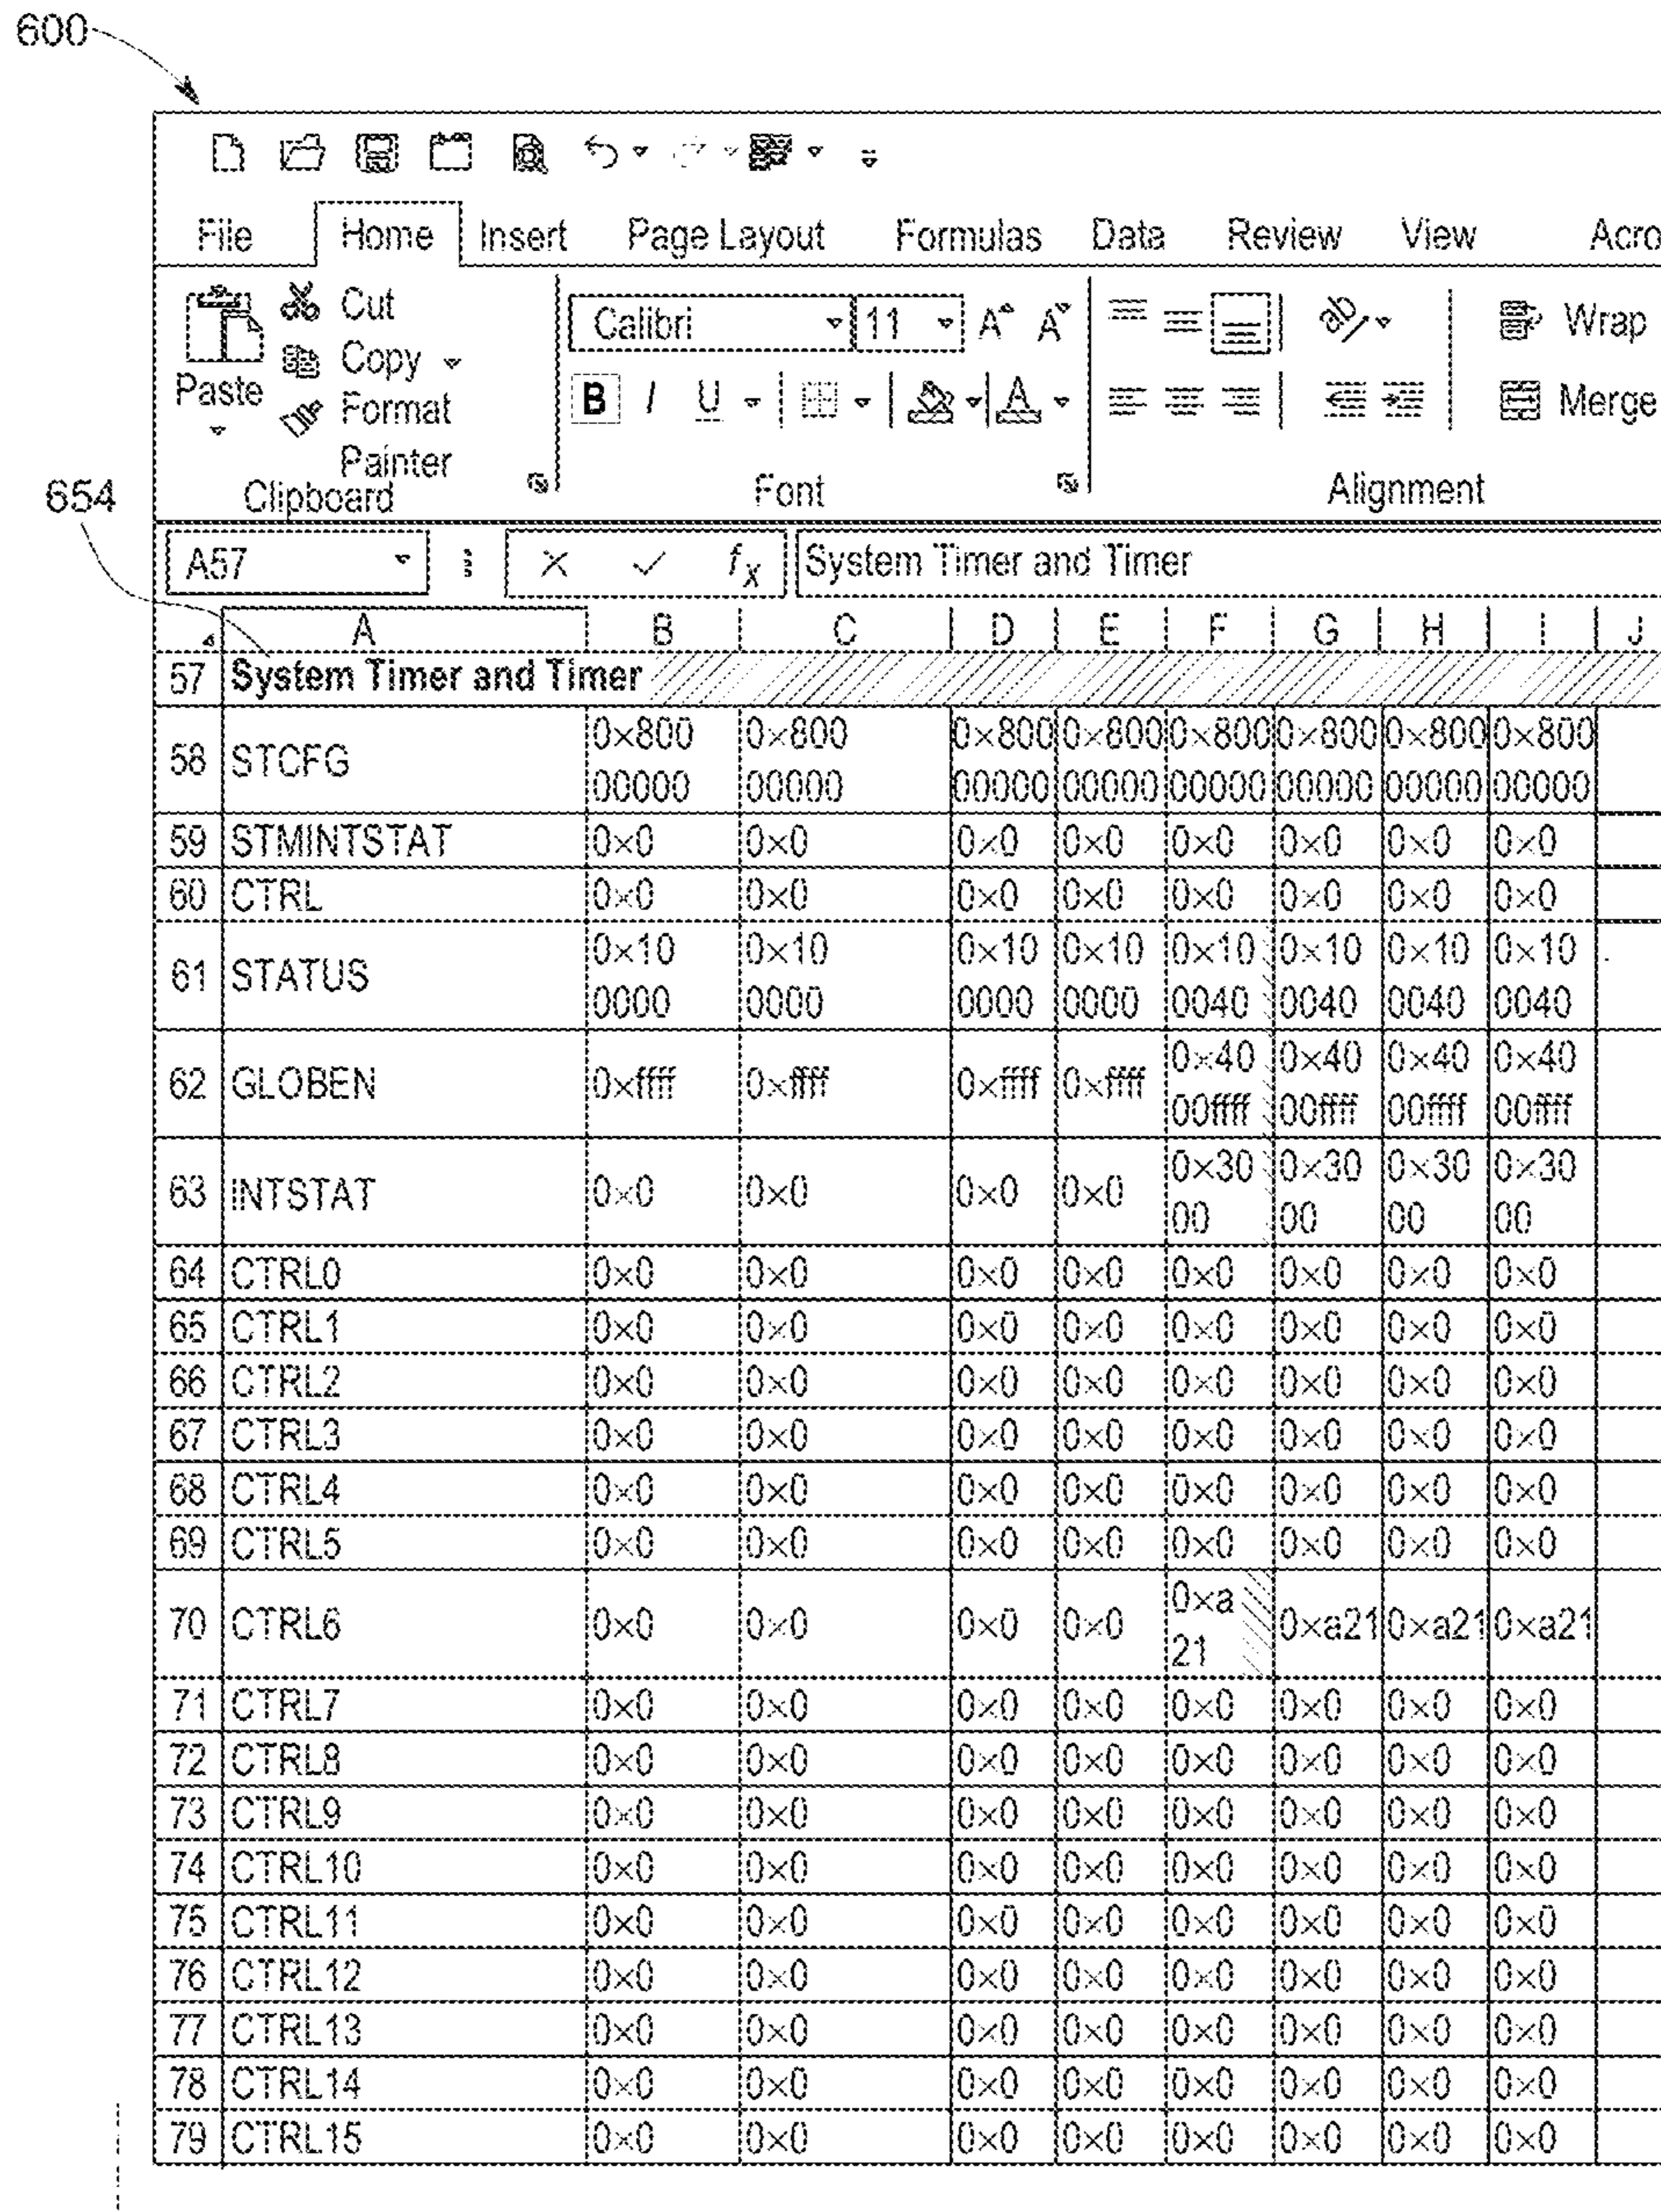 600
File Home Insert Page Layout Formulas Data Review View Acro
Cut
Calibri 11 A A ab Wrap
Copy
Paste
B I U A Merge
Format
Painter
Clipboard Font Alignment
654
A57 fx System Timer and Timer
A B C D E F G H I J
57 System Timer and Timer
58 STCFG 0×800 00000 0×800 00000 0×800 00000 0×800 00000 0×800 00000 0×800 00000 0×800 00000 0×800 00000
59 STMINTSTAT 0×0 0×0 0×0 0×0 0×0 0×0 0×0 0×0
60 CTRL 0×0 0×0 0×0 0×0 0×0 0×0 0×0 0×0
61 STATUS 0×10 0000 0×10 0000 0×10 0000 0×10 0000 0×10 0040 0×10 0040 0×10 0040 0×10 0040
62 GLOBEN 0×ffff 0×ffff 0×ffff 0×ffff 0×40 00ffff 0×40 00ffff 0×40 00ffff 0×40 00ffff
63 INTSTAT 0×0 0×0 0×0 0×0 0×30 00 0×30 00 0×30 00 0×30 00
64 CTRL0 0×0 0×0 0×0 0×0 0×0 0×0 0×0 0×0
65 CTRL1 0×0 0×0 0×0 0×0 0×0 0×0 0×0 0×0
66 CTRL2 0×0 0×0 0×0 0×0 0×0 0×0 0×0 0×0
67 CTRL3 0×0 0×0 0×0 0×0 0×0 0×0 0×0 0×0
68 CTRL4 0×0 0×0 0×0 0×0 0×0 0×0 0×0 0×0
69 CTRL5 0×0 0×0 0×0 0×0 0×0 0×0 0×0 0×0
70 CTRL6 0×0 0×0 0×0 0×0 0×a 21 0×a21 0×a21 0×a21
71 CTRL7 0×0 0×0 0×0 0×0 0×0 0×0 0×0 0×0
72 CTRL8 0×0 0×0 0×0 0×0 0×0 0×0 0×0 0×0
73 CTRL9 0×0 0×0 0×0 0×0 0×0 0×0 0×0 0×0
74 CTRL10 0×0 0×0 0×0 0×0 0×0 0×0 0×0 0×0
75 CTRL11 0×0 0×0 0×0 0×0 0×0 0×0 0×0 0×0
76 CTRL12 0×0 0×0 0×0 0×0 0×0 0×0 0×0 0×0
77 CTRL13 0×0 0×0 0×0 0×0 0×0 0×0 0×0 0×0
78 CTRL14 0×0 0×0 0×0 0×0 0×0 0×0 0×0 0×0
79 CTRL15 0×0 0×0 0×0 0×0 0×0 0×0 0×0 0×0